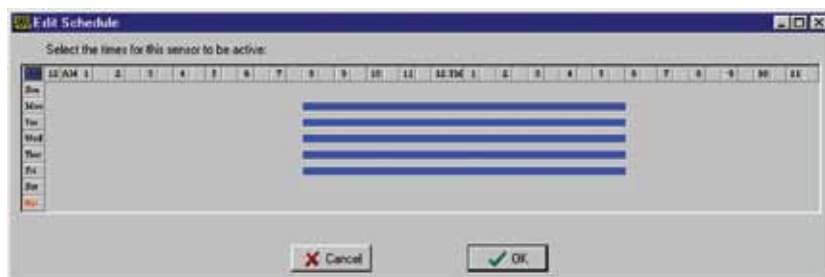 Edit Schedule
Select the times for this sensor to be active:
12 AM 1 2 3 4 5 6 7 8 9 10 11 12 PM 1 2 3 4 5 6 7 8 9 10 11
Sun
Mon
Tue
Wed
Thur
Fri
Sat
Cancel
OK